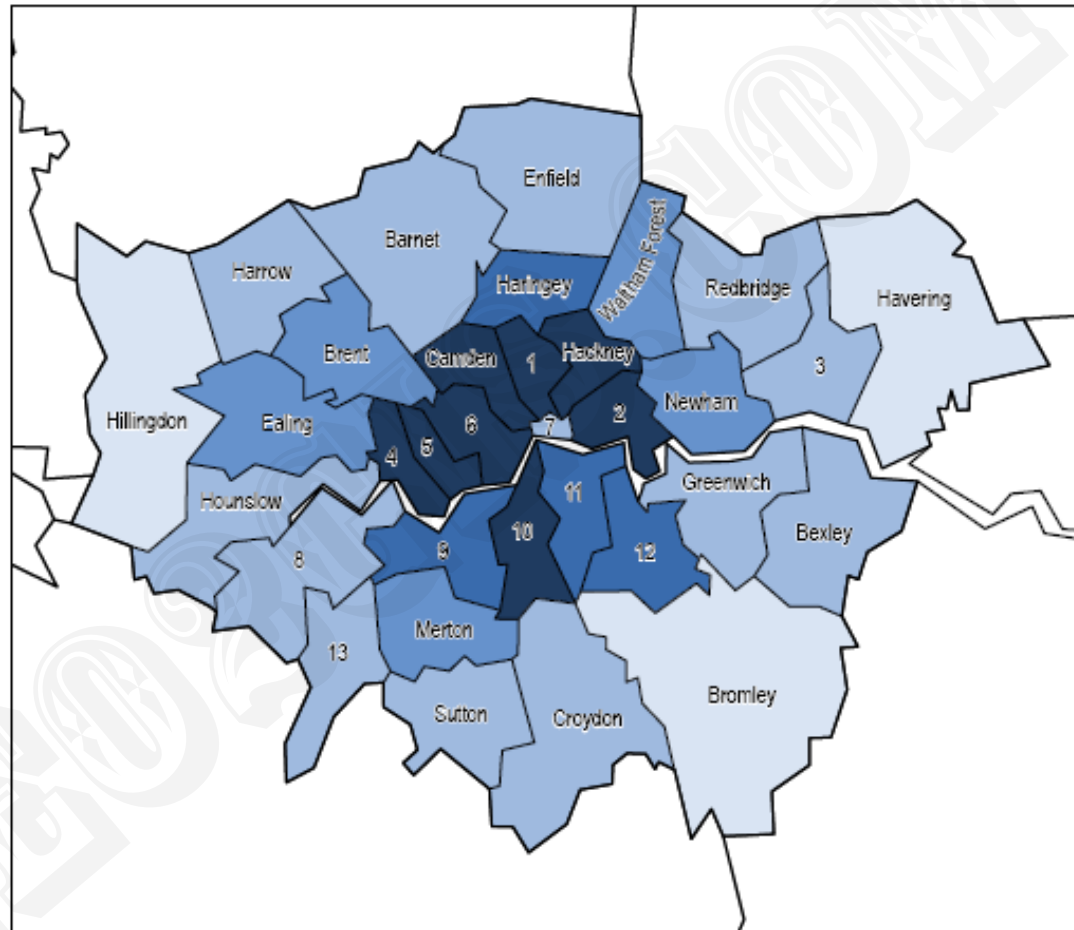 Enfield
Barnet
Waltham Forest
Harrow
Haringey
Redbridge
Havering
Brent
Camden
1
Hackney
3
Hillingdon
Ealing
4
5
6
7
2
Newham
Hounslow
8
9
10
11
12
Greenwich
Bexley
Merton
13
Sutton
Croydon
Bromley